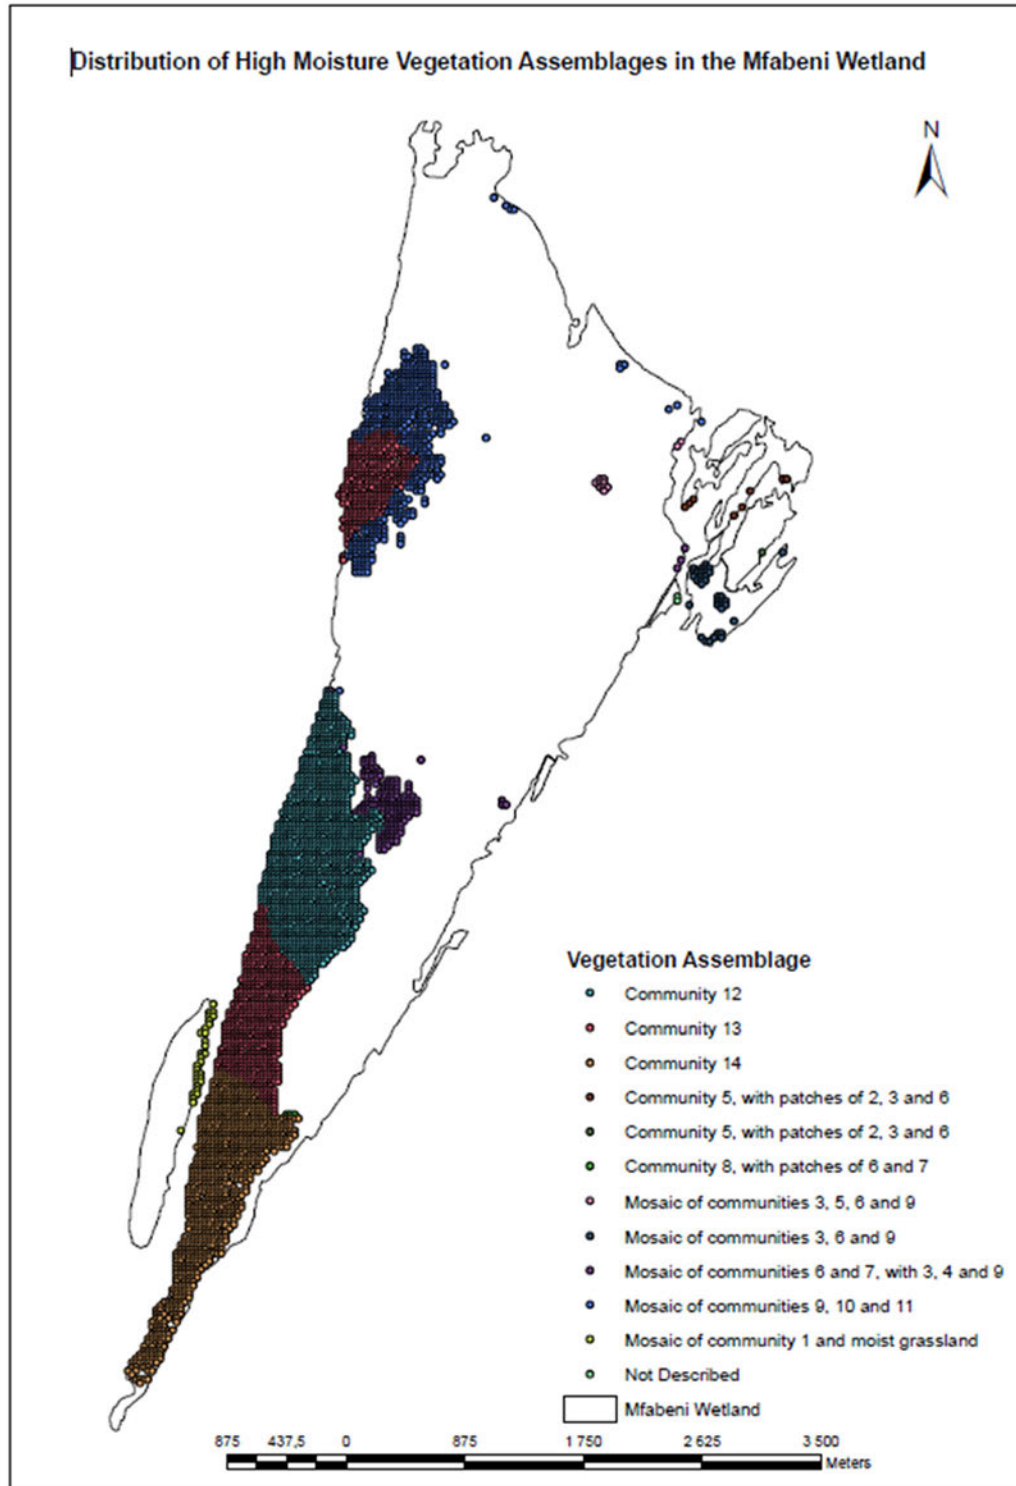 Distribution of High Moisture Vegetation Assemblages in the Mfabeni Wetland
N
Vegetation Assemblage
Community 12
Community 13
Community 14
Community 5, with patches of 2, 3 and 6
Community 5, with patches of 2, 3 and 6
Community 8, with patches of 6 and 7
Mosaic of communities 3, 5, 6 and 9
Mosaic of communities 3, 6 and 9
Mosaic of communities 6 and 7, with 3, 4 and 9
Mosaic of communities 9, 10 and 11
Mosaic of community 1 and moist grassland
Not Described
Mfabeni Wetland
875 437,5 0 875 1 750 2 625 3 500
Meters